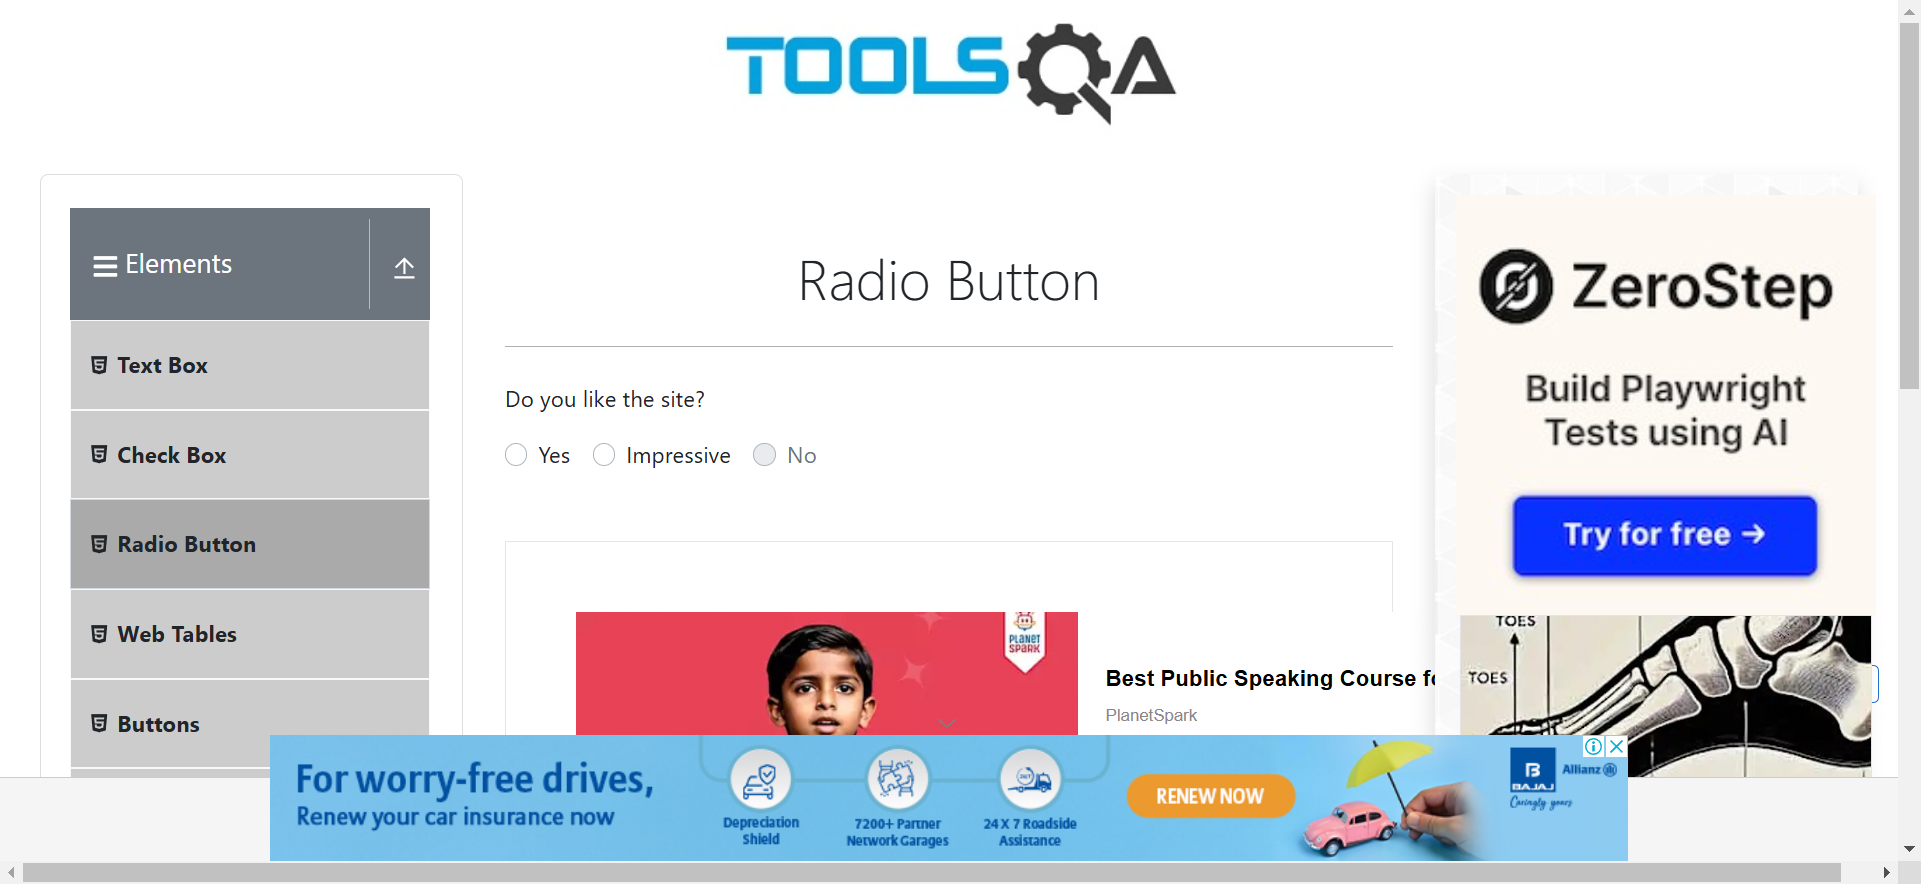 TOOLSQA
Elements
Text Box
Check Box
Radio Button
Web Tables
Buttons
Radio Button
Do you like the site?
Yes
Impressive
No
PLANET
SPARK
Best Public Speaking Course fo
PlanetSpark
ZeroStep
Build Playwright
Tests using AI
Try for free →
TOES
TOES
For worry-free drives,
Renew your car insurance now
Depreciation
Shield
7200+ Partner
Network Garages
24 X 7 Roadside
Assistance
RENEW NOW
B
BAJAJ
Allianz
Caringly yours